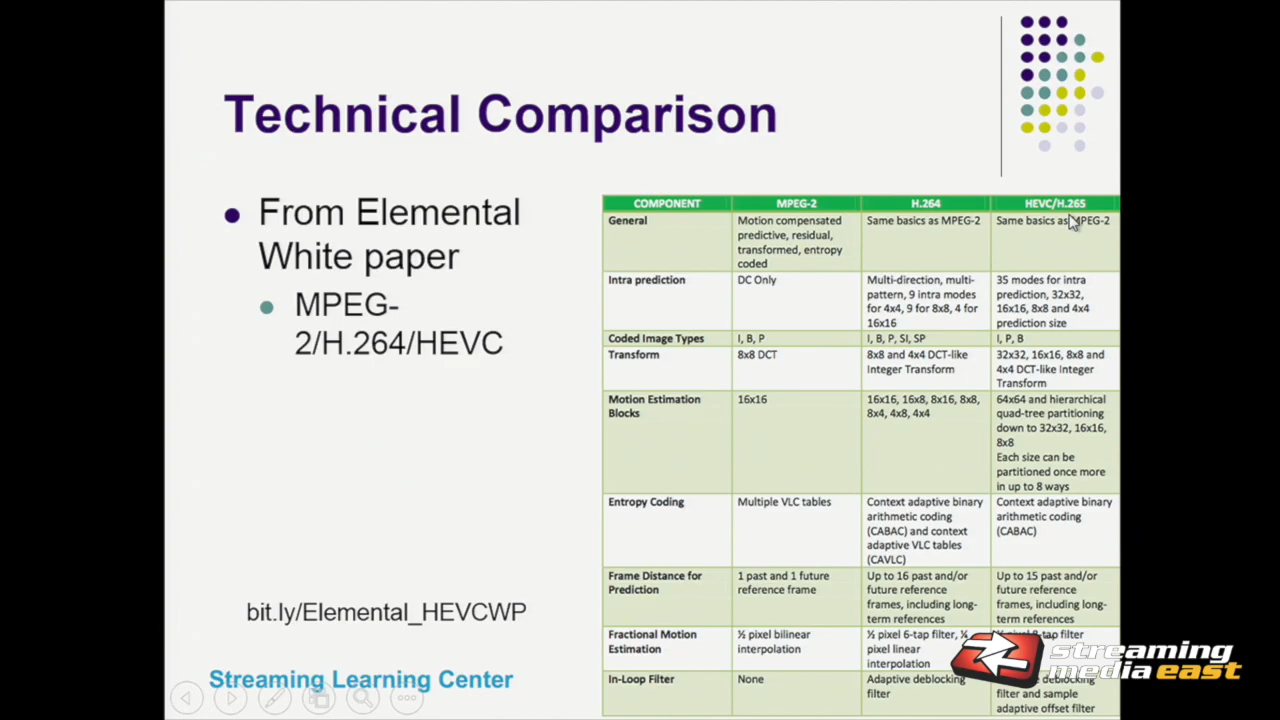 Technical Comparison
From Elemental
White paper
MPEG-
2/H.264/HEVC
bit.ly/Elemental_HEVCWP
Streaming Learning Center
COMPONENT MPEG-2 H.264 HEVC/H.265
General
Motion compensated
predictive, residual,
transformed, entropy
coded
Same basics as MPEG-2
Same basics as MPEG-2
Intra prediction
DC Only
Multi-direction, multi-
pattern, 9 intra modes
for 4x4, 9 for 8x8, 4 for
16x16
35 modes for intra
prediction, 32x32,
16x16, 8x8 and 4x4
prediction size
Coded Image Types
I, B, P
I, B, P, SI, SP
I, P, B
Transform
8x8 DCT
8x8 and 4x4 DCT-like
Integer Transform
32x32, 16x16, 8x8 and
4x4 DCT-like Integer
Transform
Motion Estimation
Blocks
16x16
16x16, 16x8, 8x16, 8x8,
8x4, 4x8, 4x4
64x64 and hierarchical
quad-tree partitioning
down to 32x32, 16x16,
8x8
Each size can be
partitioned once more
in up to 8 ways
Entropy Coding
Multiple VLC tables
Context adaptive binary
arithmetic coding
(CABAC) and context
adaptive VLC tables
(CAVLC)
Context adaptive binary
arithmetic coding
(CABAC)
Frame Distance for
Prediction
1 past and 1 future
reference frame
Up to 16 past and/or
future reference
frames, including long-
term references
Up to 15 past and/or
future reference
frames, including long-
term references
Fractional Motion
Estimation
½ pixel bilinear
interpolation
½ pixel 6-tap filter, ¼
pixel linear
interpolation
filter
In-Loop Filter
None
Adaptive deblocking
filter
deblocking
filter and sample
adaptive offset filter
streaming
media east